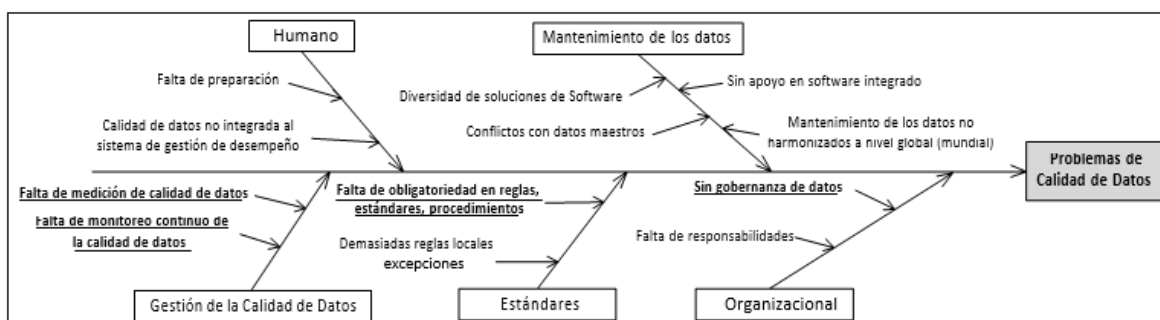 Humano
Mantenimiento de los datos
Falta de preparación
Sin apoyo en software integrado
Diversidad de soluciones de Software
Calidad de datos no integrada al
sistema de gestión de desempeño
Conflictos con datos maestros
Mantenimiento de los datos no
harmonizados a nivel global (mundial)
Problemas de
Calidad de Datos
Falta de medición de calidad de datos
Falta de obligatoriedad en reglas,
estándares, procedimientos
Sin gobernanza de datos
Falta de monitoreo continuo de
la calidad de datos
Demasiadas reglas locales
excepciones
Falta de responsabilidades
Gestión de la Calidad de Datos
Estándares
Organizacional